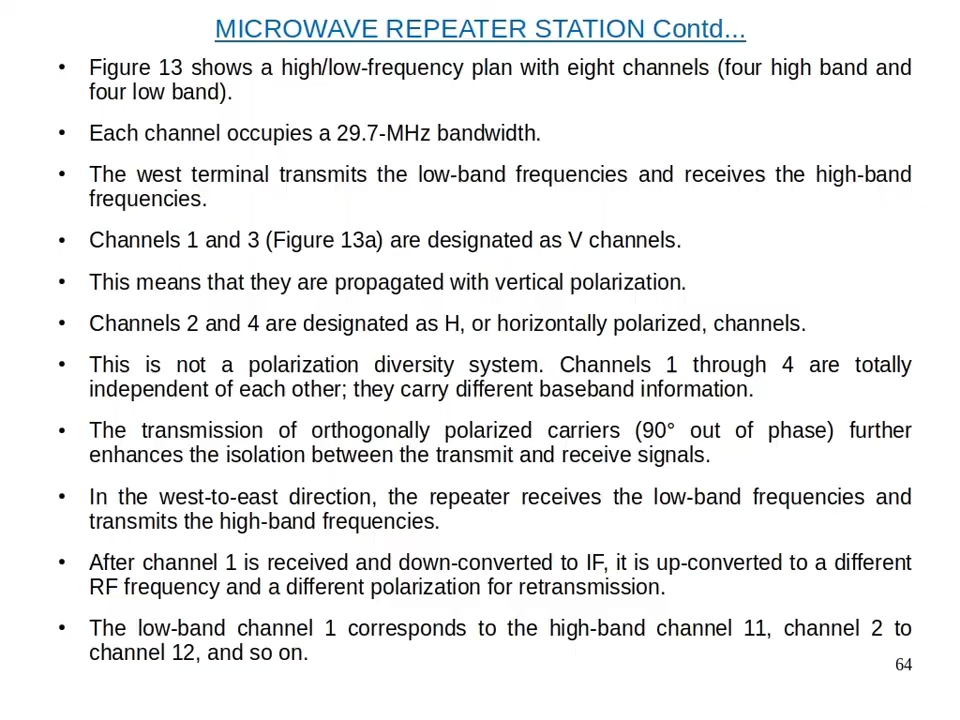 MICROWAVE REPEATER STATION Contd...
• Figure 13 shows a high/low-frequency plan with eight channels (four high band and
four low band).
• Each channel occupies a 29.7-MHz bandwidth.
• The west terminal transmits the low-band frequencies and receives the high-band
frequencies.
• Channels 1 and 3 (Figure 13a) are designated as V channels.
• This means that they are propagated with vertical polarization.
• Channels 2 and 4 are designated as H, or horizontally polarized, channels.
• This is not a polarization diversity system. Channels 1 through 4 are totally
independent of each other; they carry different baseband information.
• The transmission of orthogonally polarized carriers (90° out of phase) further
enhances the isolation between the transmit and receive signals.
• In the west-to-east direction, the repeater receives the low-band frequencies and
transmits the high-band frequencies.
• After channel 1 is received and down-converted to IF, it is up-converted to a different
RF frequency and a different polarization for retransmission.
• The low-band channel 1 corresponds to the high-band channel 11, channel 2 to
channel 12, and so on.
64